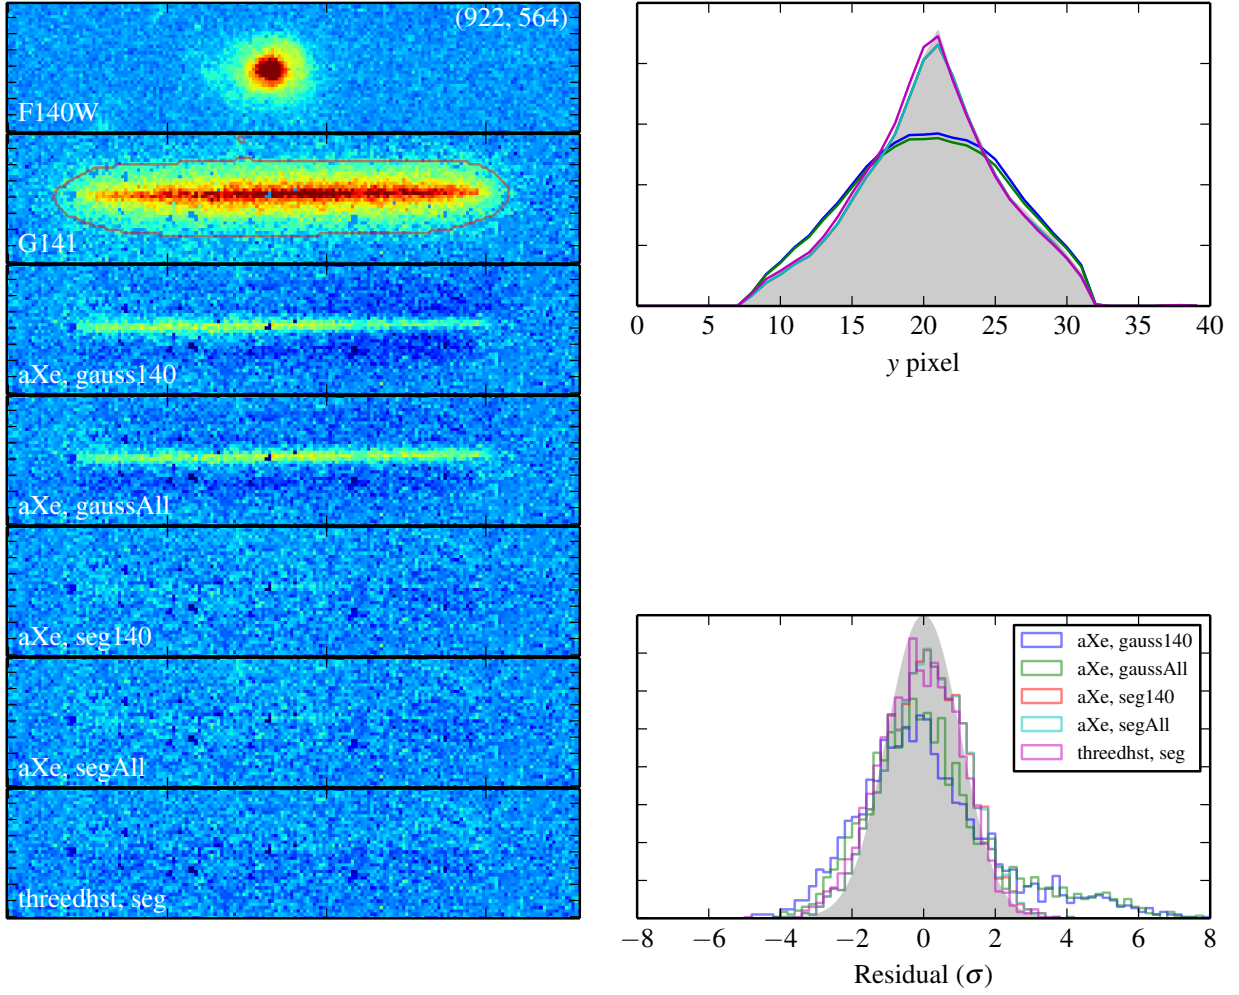 (922, 564)
F140W
G141
aXe, gauss140
aXe, gaussAll
aXe, seg140
aXe, segAll
threedhst, seg
0 5 10 15 20 25 30 35 40
y pixel
aXe, gauss140
aXe, gaussAll
aXe, seg140
aXe, segAll
threedhst, seg
−8 −6 −4 −2 0 2 4 6 8
Residual (σ)